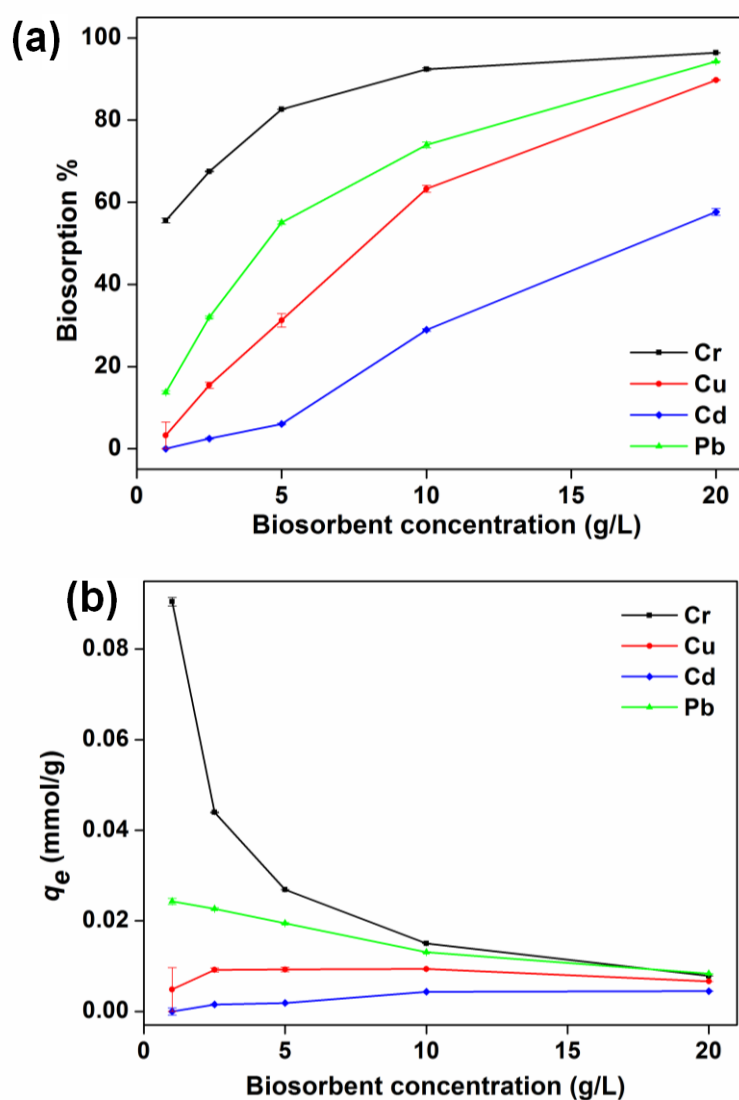 (a)
100
80
60
40
20
0
Biosorption %
Cr
Cu
Cd
Pb
0 5 10 15 20
Biosorbent concentration (g/L)
(b)
0.08
0.06
0.04
0.02
0.00
qe (mmol/g)
Cr
Cu
Cd
Pb
0 5 10 15 20
Biosorbent concentration (g/L)